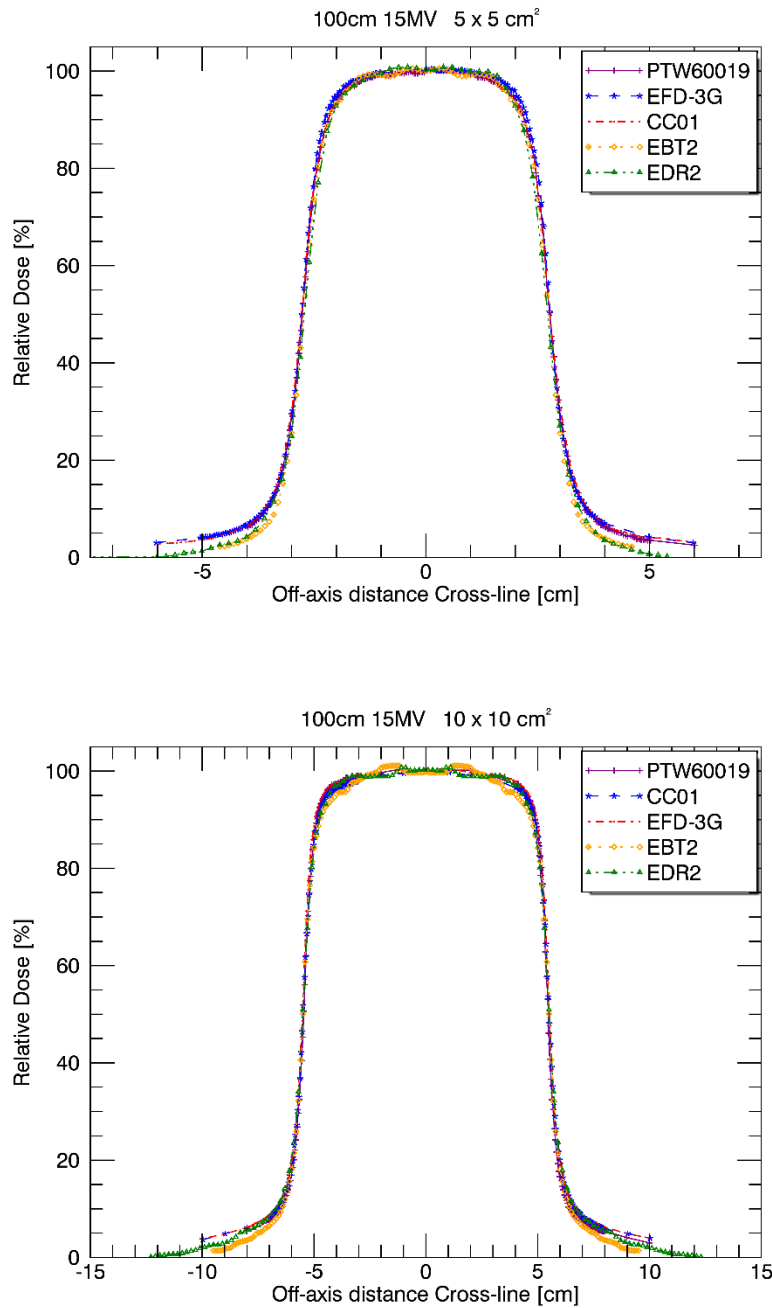 100cm 15MV 5 x 5 cm²
PTW60019
EFD-3G
CC01
EBT2
EDR2
100
80
60
40
20
0
Relative Dose [%]
-5
0
5
Off-axis distance Cross-line [cm]
100cm 15MV 10 x 10 cm²
PTW60019
CC01
EFD-3G
EBT2
EDR2
100
80
60
40
20
0
Relative Dose [%]
-15
-10
-5
0
5
10
15
Off-axis distance Cross-line [cm]